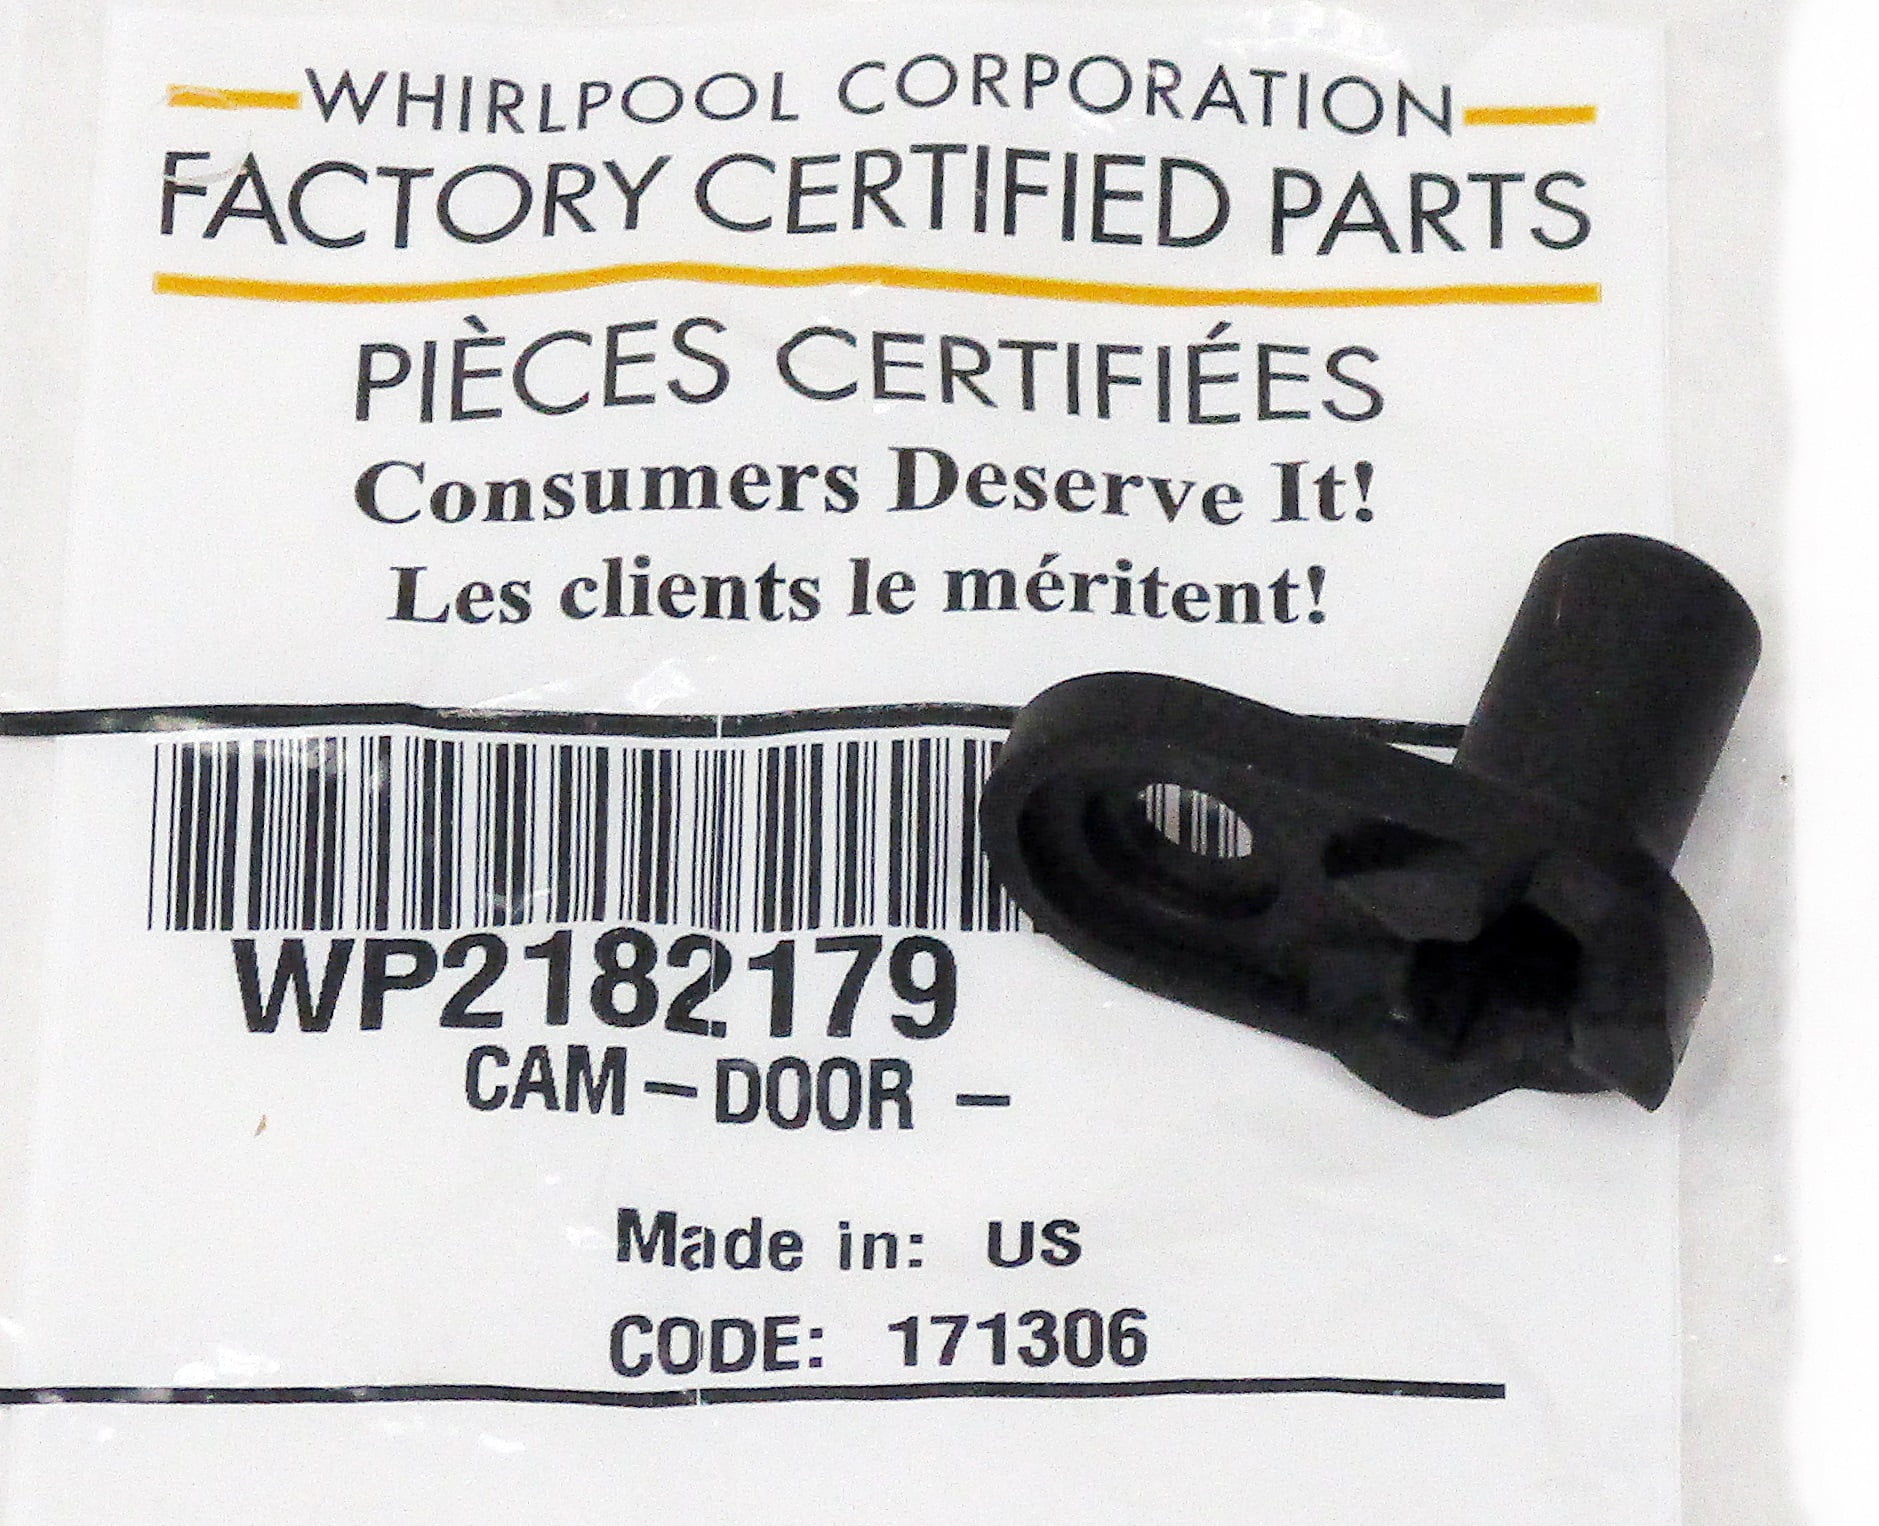 WHIRLPOOL CORPORATION
FACTORY CERTIFIED PARTS
PIÈCES CERTIFIÉES
Consumers Deserve It!
Les clients le méritent!
WP2182179
CAM-DOOR -
Made in: US
CODE: 171306